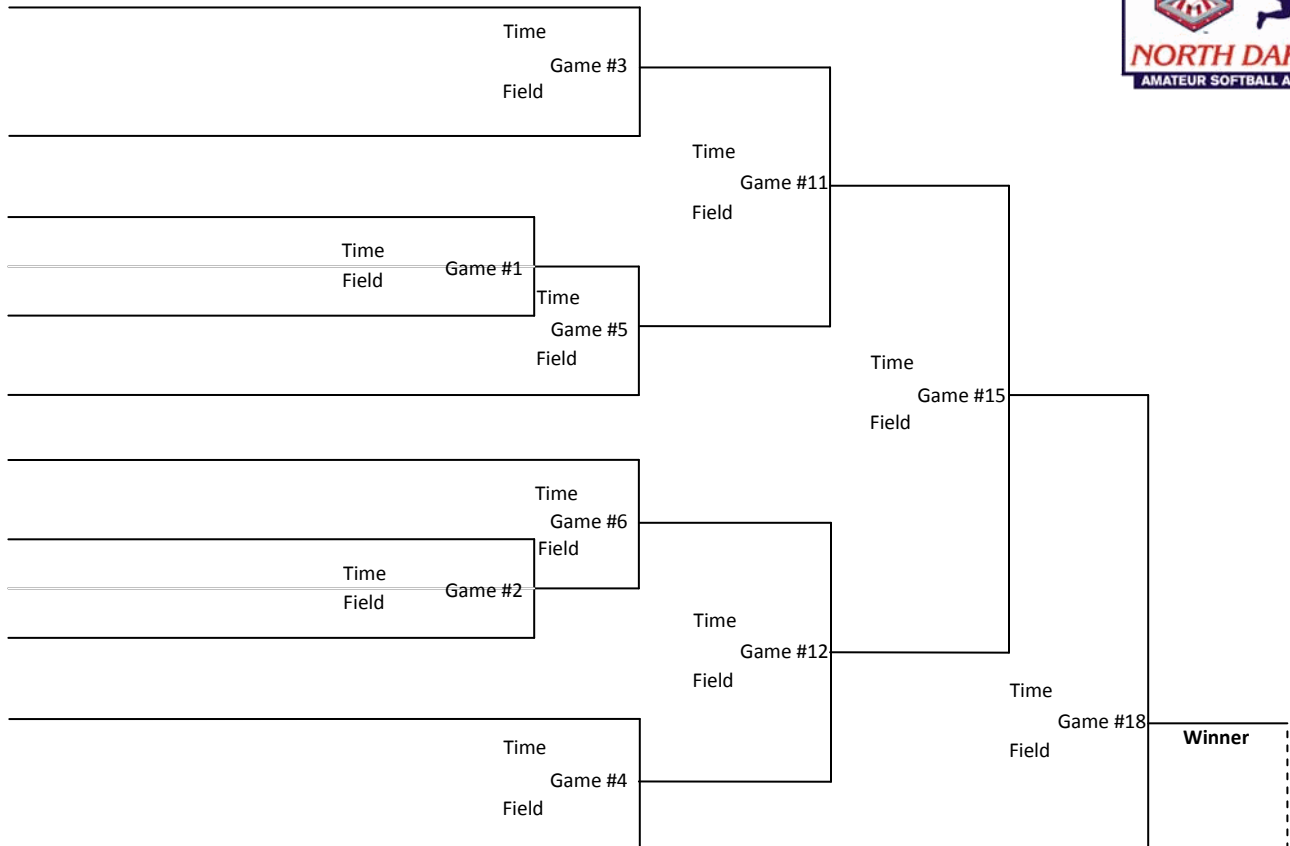 Time
Game #3
Field
NORTH DA
AMATEUR SOFTBALL A
Time
Game #11
Field
Time
Game #1
Field
Time
Game #5
Field
Time
Game #15
Field
Time
Game #6
Field
Time
Game #2
Field
Time
Game #12
Field
Time
Game #18
Field
Winner
Time
Game #4
Field